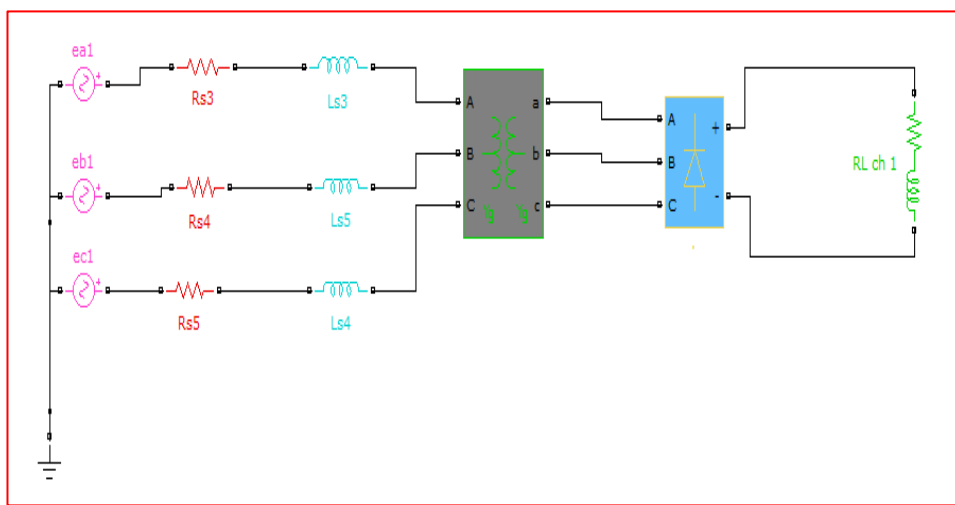 ea1
Rs3
Ls3
A a
B b
C c
A +
B
C -
RL ch 1
eb1
Rs4
Ls5
ec1
Rs5
Ls4